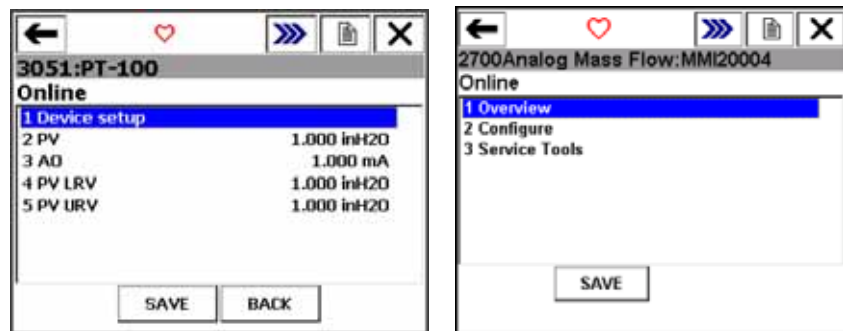 3051:PT-100
Online
1 Device setup
2 PV 1.000 inH2O
3 AO 1.000 mA
4 PV LRV 1.000 inH2O
5 PV URV 1.000 inH2O
SAVE BACK
2700Analog Mass Flow:MMI20004
Online
1 Overview
2 Configure
3 Service Tools
SAVE